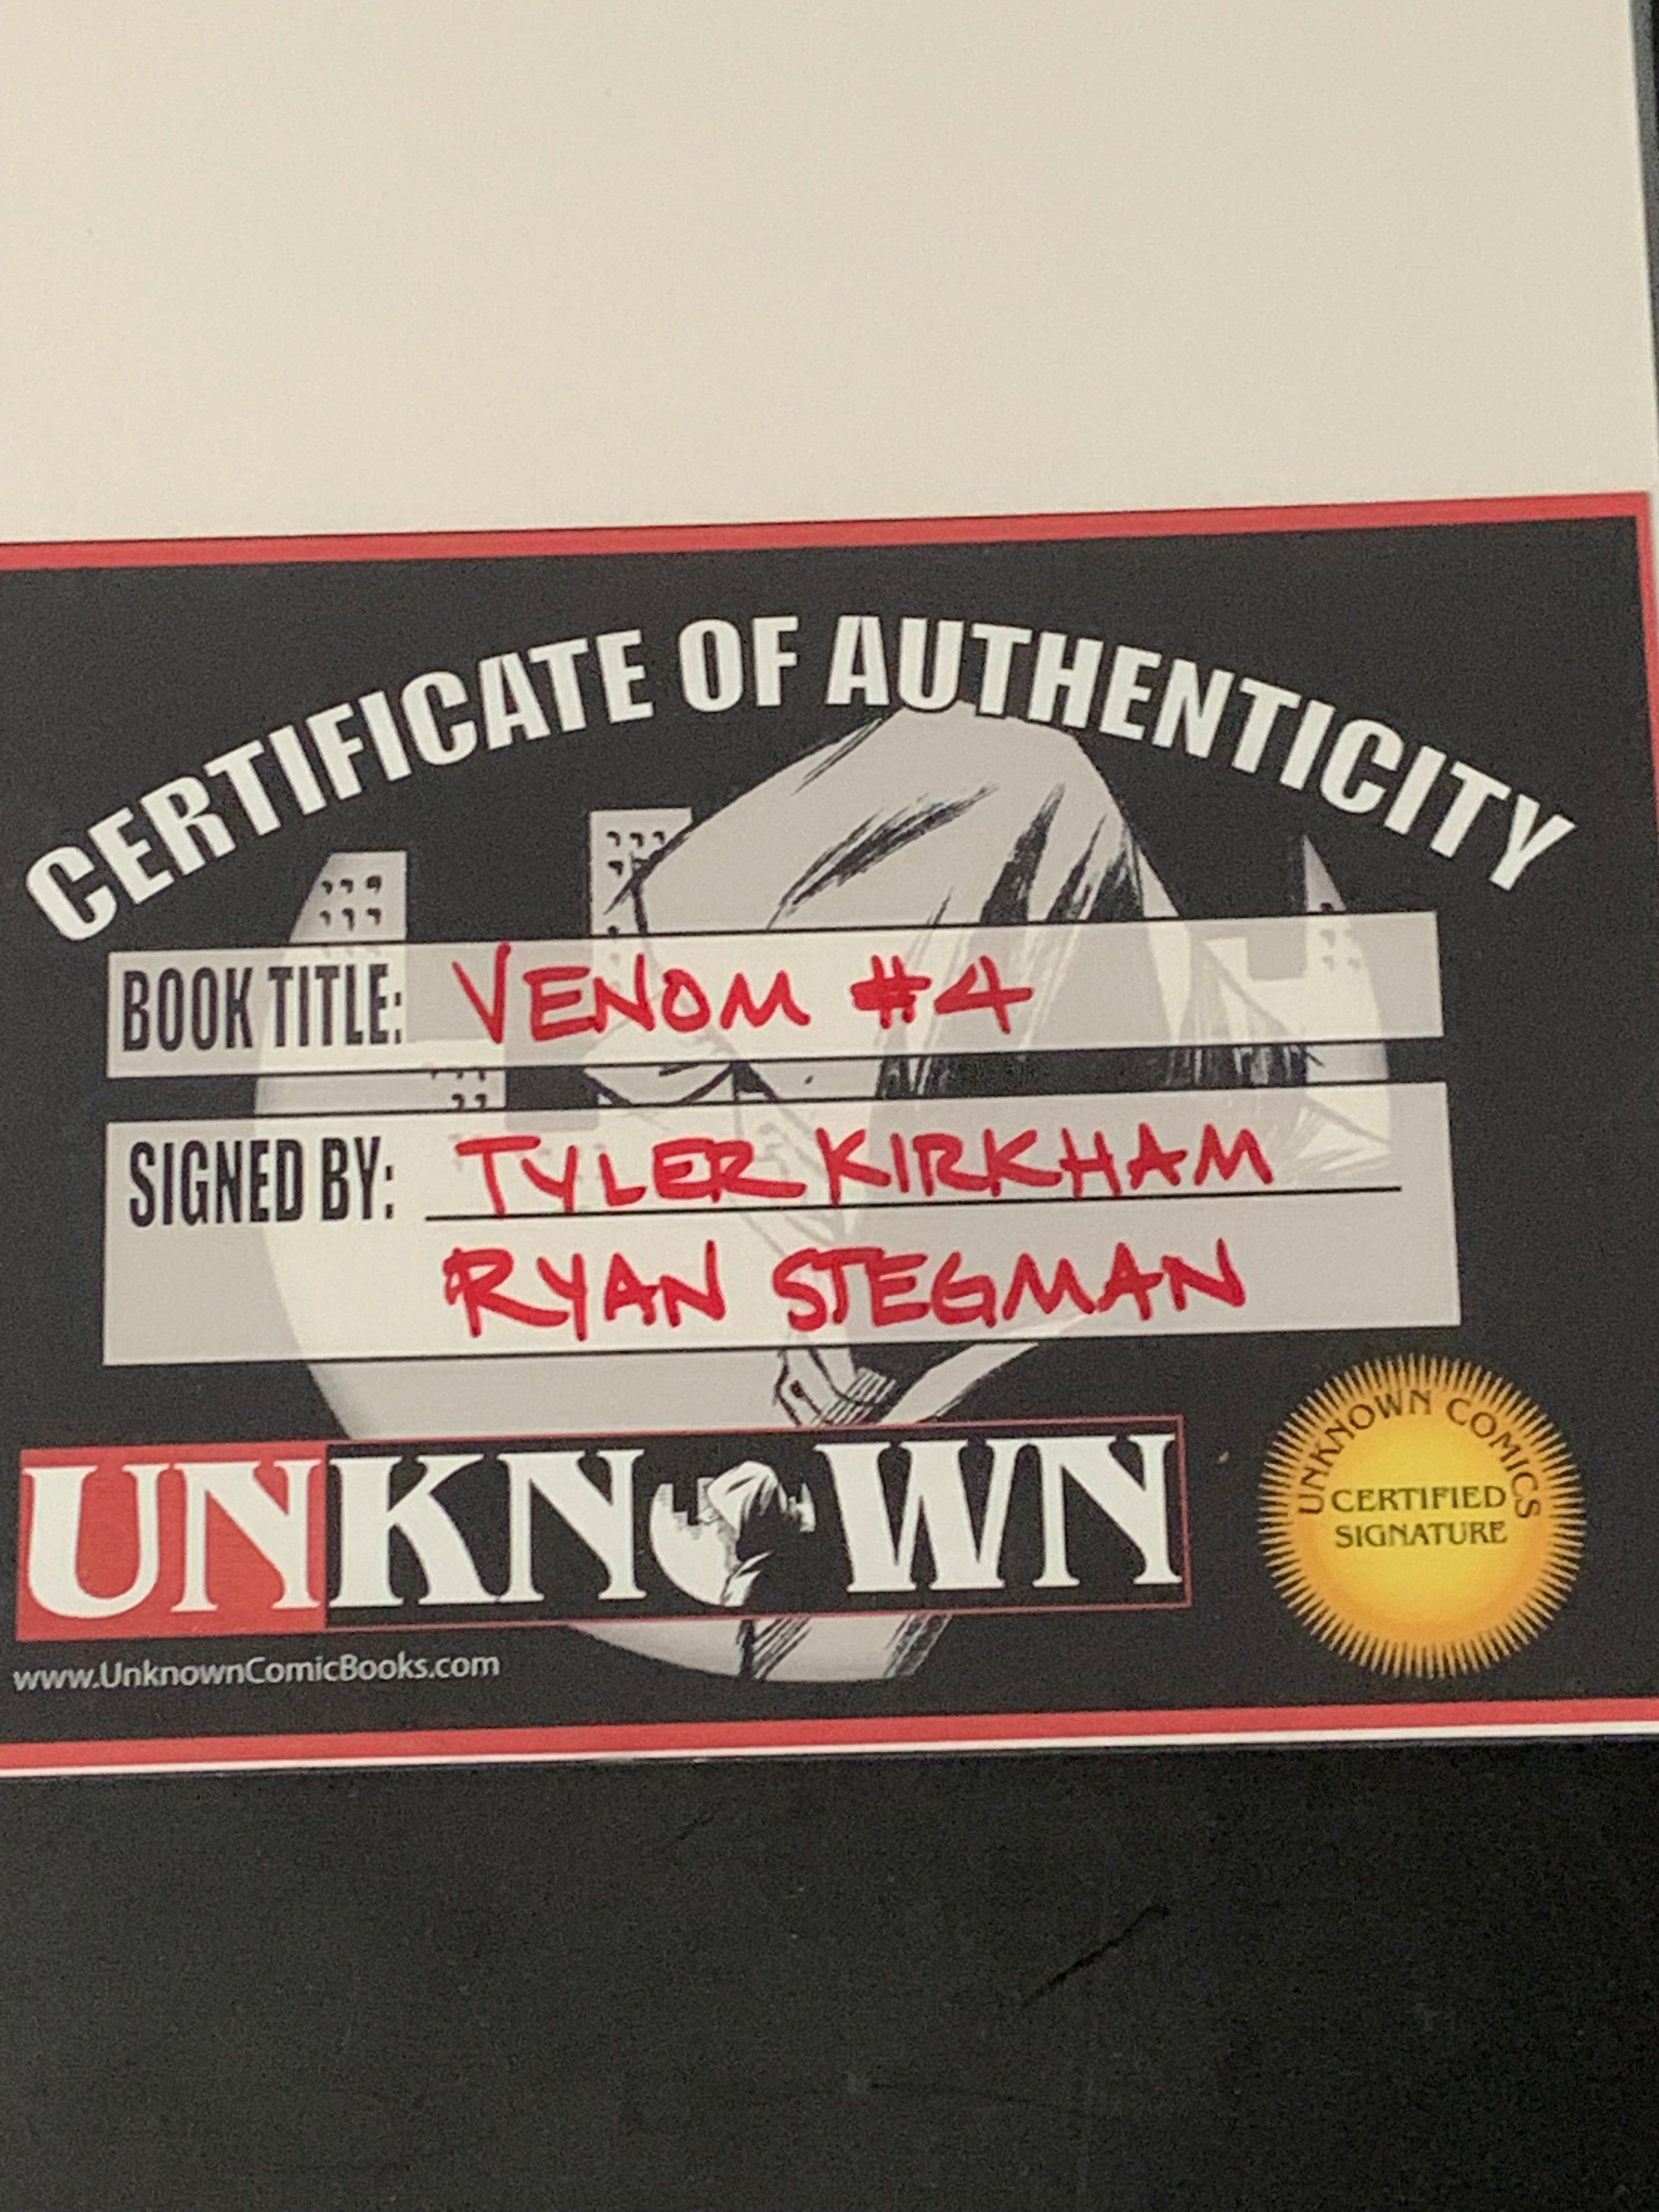 CERTIFICATE OF AUTHENTICITY
BOOK TITLE: VENOM #4
SIGNED BY: TYLER KIRKHAM
RYAN STEGMAN
UNKNOWN
www.UnknownComicBooks.com
UNKNOWN COMICS
CERTIFIED
SIGNATURE